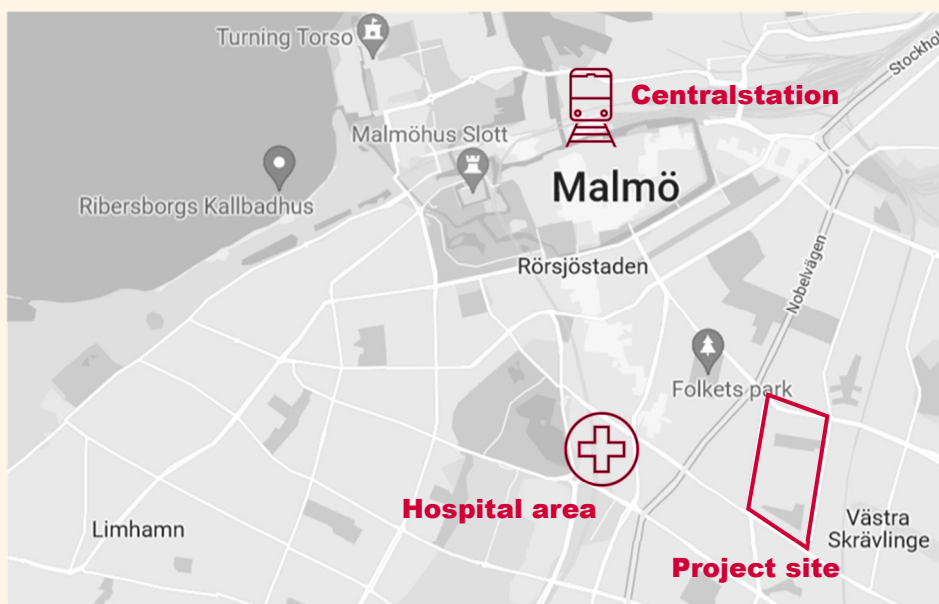 Turning Torso
Stockhol
Centralstation
Malmöhus Slott
Malmö
Ribersborgs Kallbadhus
Rörsjöstaden
Nobelvägen
Folkets park
Hospital area
Limhamn
Västra
Skrävlinge
Project site